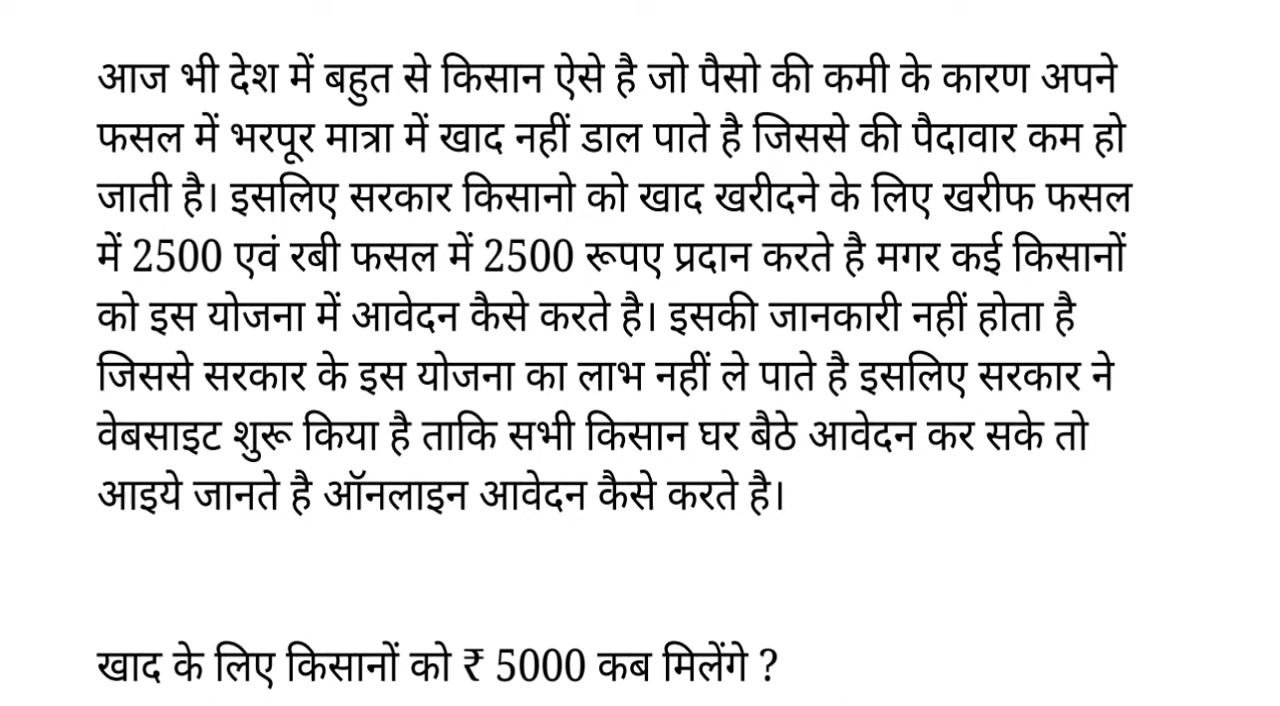 आज भी देश में बहुत से किसान ऐसे है जो पैसो की कमी के कारण अपने
फसल में भरपूर मात्रा में खाद नहीं डाल पाते है जिससे की पैदावार कम हो
जाती है। इसलिए सरकार किसानो को खाद खरीदने के लिए खरीफ फसल
में 2500 एवं रबी फसल में 2500 रूपए प्रदान करते है मगर कई किसानों
को इस योजना में आवेदन कैसे करते है। इसकी जानकारी नहीं होता है
जिससे सरकार के इस योजना का लाभ नहीं ले पाते है इसलिए सरकार ने
वेबसाइट शुरू किया है ताकि सभी किसान घर बैठे आवेदन कर सके तो
आइये जानते है ऑनलाइन आवेदन कैसे करते है।
खाद के लिए किसानों को ₹ 5000 कब मिलेंगे ?